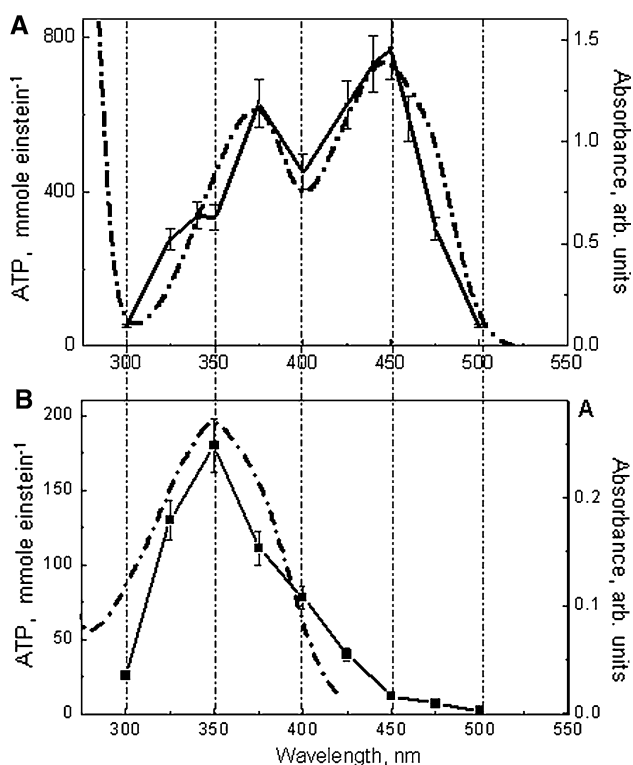 A
800
400
0
ATP, mmole einstein⁻¹
1.5
1.0
0.5
0.0
Absorbance, arb. units
300 350 400 450 500 550
B
A
200
150
100
50
0
ATP, mmole einstein⁻¹
0.2
0.1
0.0
Absorbance, arb. units
300 350 400 450 500 550
Wavelength, nm